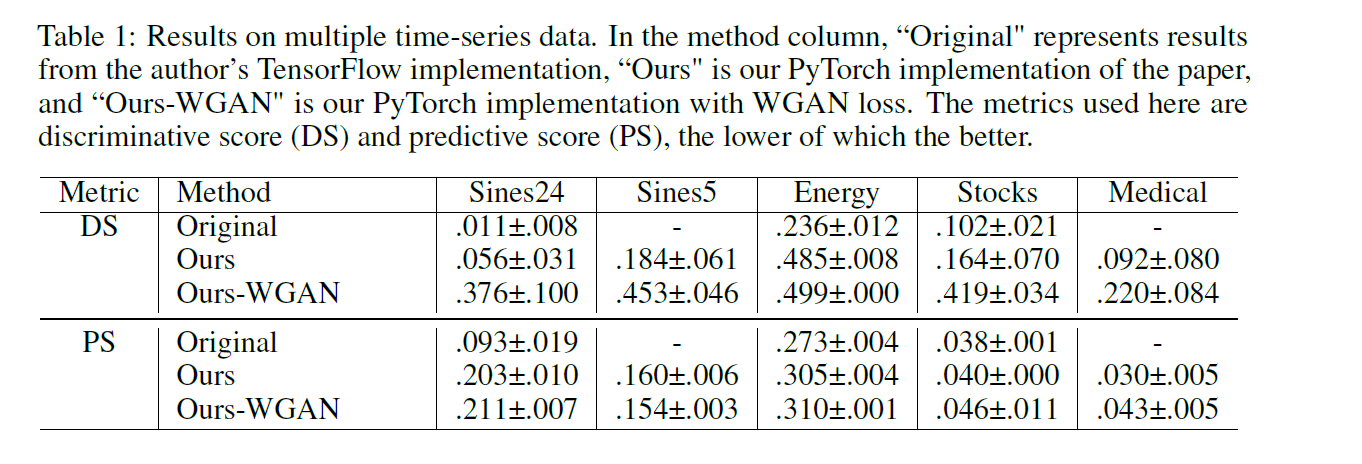 Table 1: Results on multiple time-series data. In the method column, “Original" represents results
from the author’s TensorFlow implementation, “Ours" is our PyTorch implementation of the paper,
and “Ours-WGAN" is our PyTorch implementation with WGAN loss. The metrics used here are
discriminative score (DS) and predictive score (PS), the lower of which the better.
Metric Method Sines24 Sines5 Energy Stocks Medical
DS Original .011±.008 - .236±.012 .102±.021 -
Ours .056±.031 .184±.061 .485±.008 .164±.070 .092±.080
Ours-WGAN .376±.100 .453±.046 .499±.000 .419±.034 .220±.084
PS Original .093±.019 - .273±.004 .038±.001 -
Ours .203±.010 .160±.006 .305±.004 .040±.000 .030±.005
Ours-WGAN .211±.007 .154±.003 .310±.001 .046±.011 .043±.005